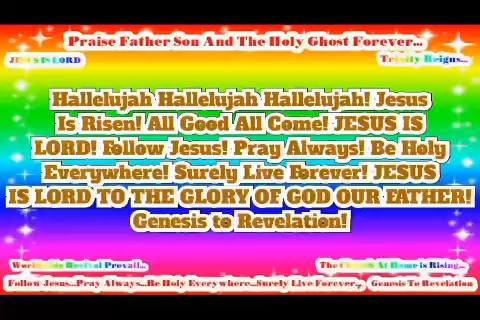 Praise Father Son And The Holy Ghost Forever...
JESUS IS LORD
Trinity Reigns...
Hallelujah Hallelujah Hallelujah! Jesus
Is Risen! All Good All Come! JESUS IS
LORD! Follow Jesus! Pray Always! Be Holy
Everywhere! Surely Live Forever! JESUS
IS LORD TO THE GLORY OF GOD OUR FATHER!
Genesis to Revelation!
Worldwide Revival Prevail...
The Church At Home is Rising...
Follow Jesus...Pray Always...Be Holy Everywhere...Surely Live Forever...
Genesis To Revelation